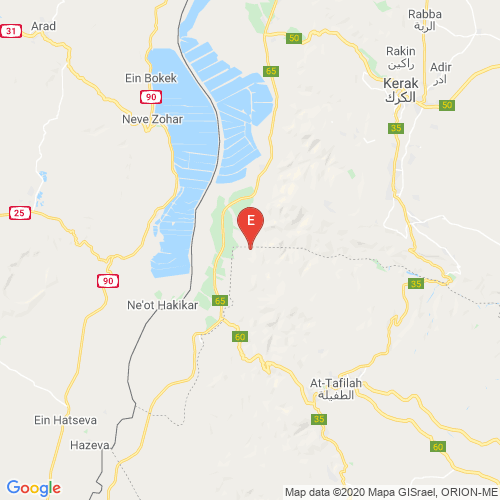 Rabba
الربة
Arad
31
50
Rakin
راكين
65
Ein Bokek
Adir
ادر
Kerak
الكرك
90
50
Neve Zohar
35
25
E
90
35
Ne'ot Hakikar
65
60
At-Tafilah
الطفيلة
Ein Hatseva
35
Hazeva
60
Google
Map data ©2020 Mapa GISrael, ORION-ME